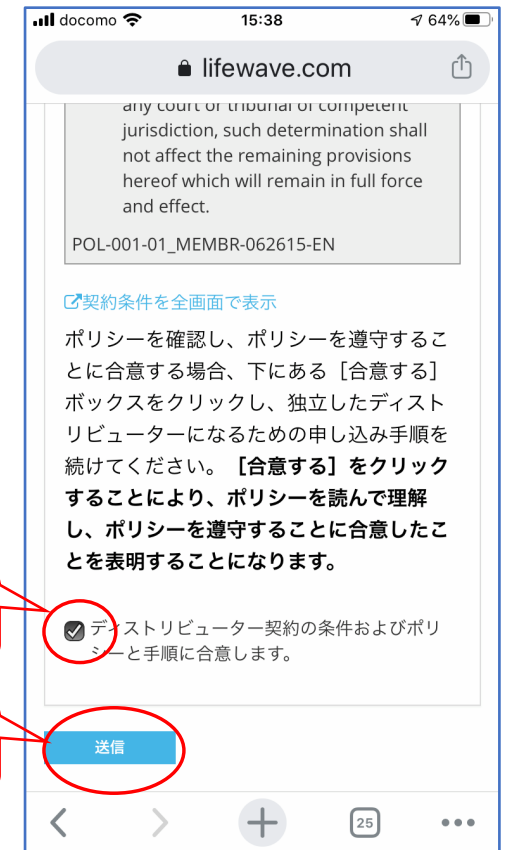 docomo 15:38 64%
lifewave.com
any court or tribunal of competent
jurisdiction, such determination shall
not affect the remaining provisions
hereof which will remain in full force
and effect.
POL-001-01_MEMBR-062615-EN
契約条件を全画面で表示
ポリシーを確認し、ポリシーを遵守するこ
とに合意する場合、下にある［合意する］
ボックスをクリックし、独立したディスト
リビューターになるための申し込み手順を
続けてください。［合意する］をクリック
することにより、ポリシーを読んで理解
し、ポリシーを遵守することに合意したこ
とを表明することになります。
ディストリビューター契約の条件およびポリ
シーと手順に合意します。
送信
25